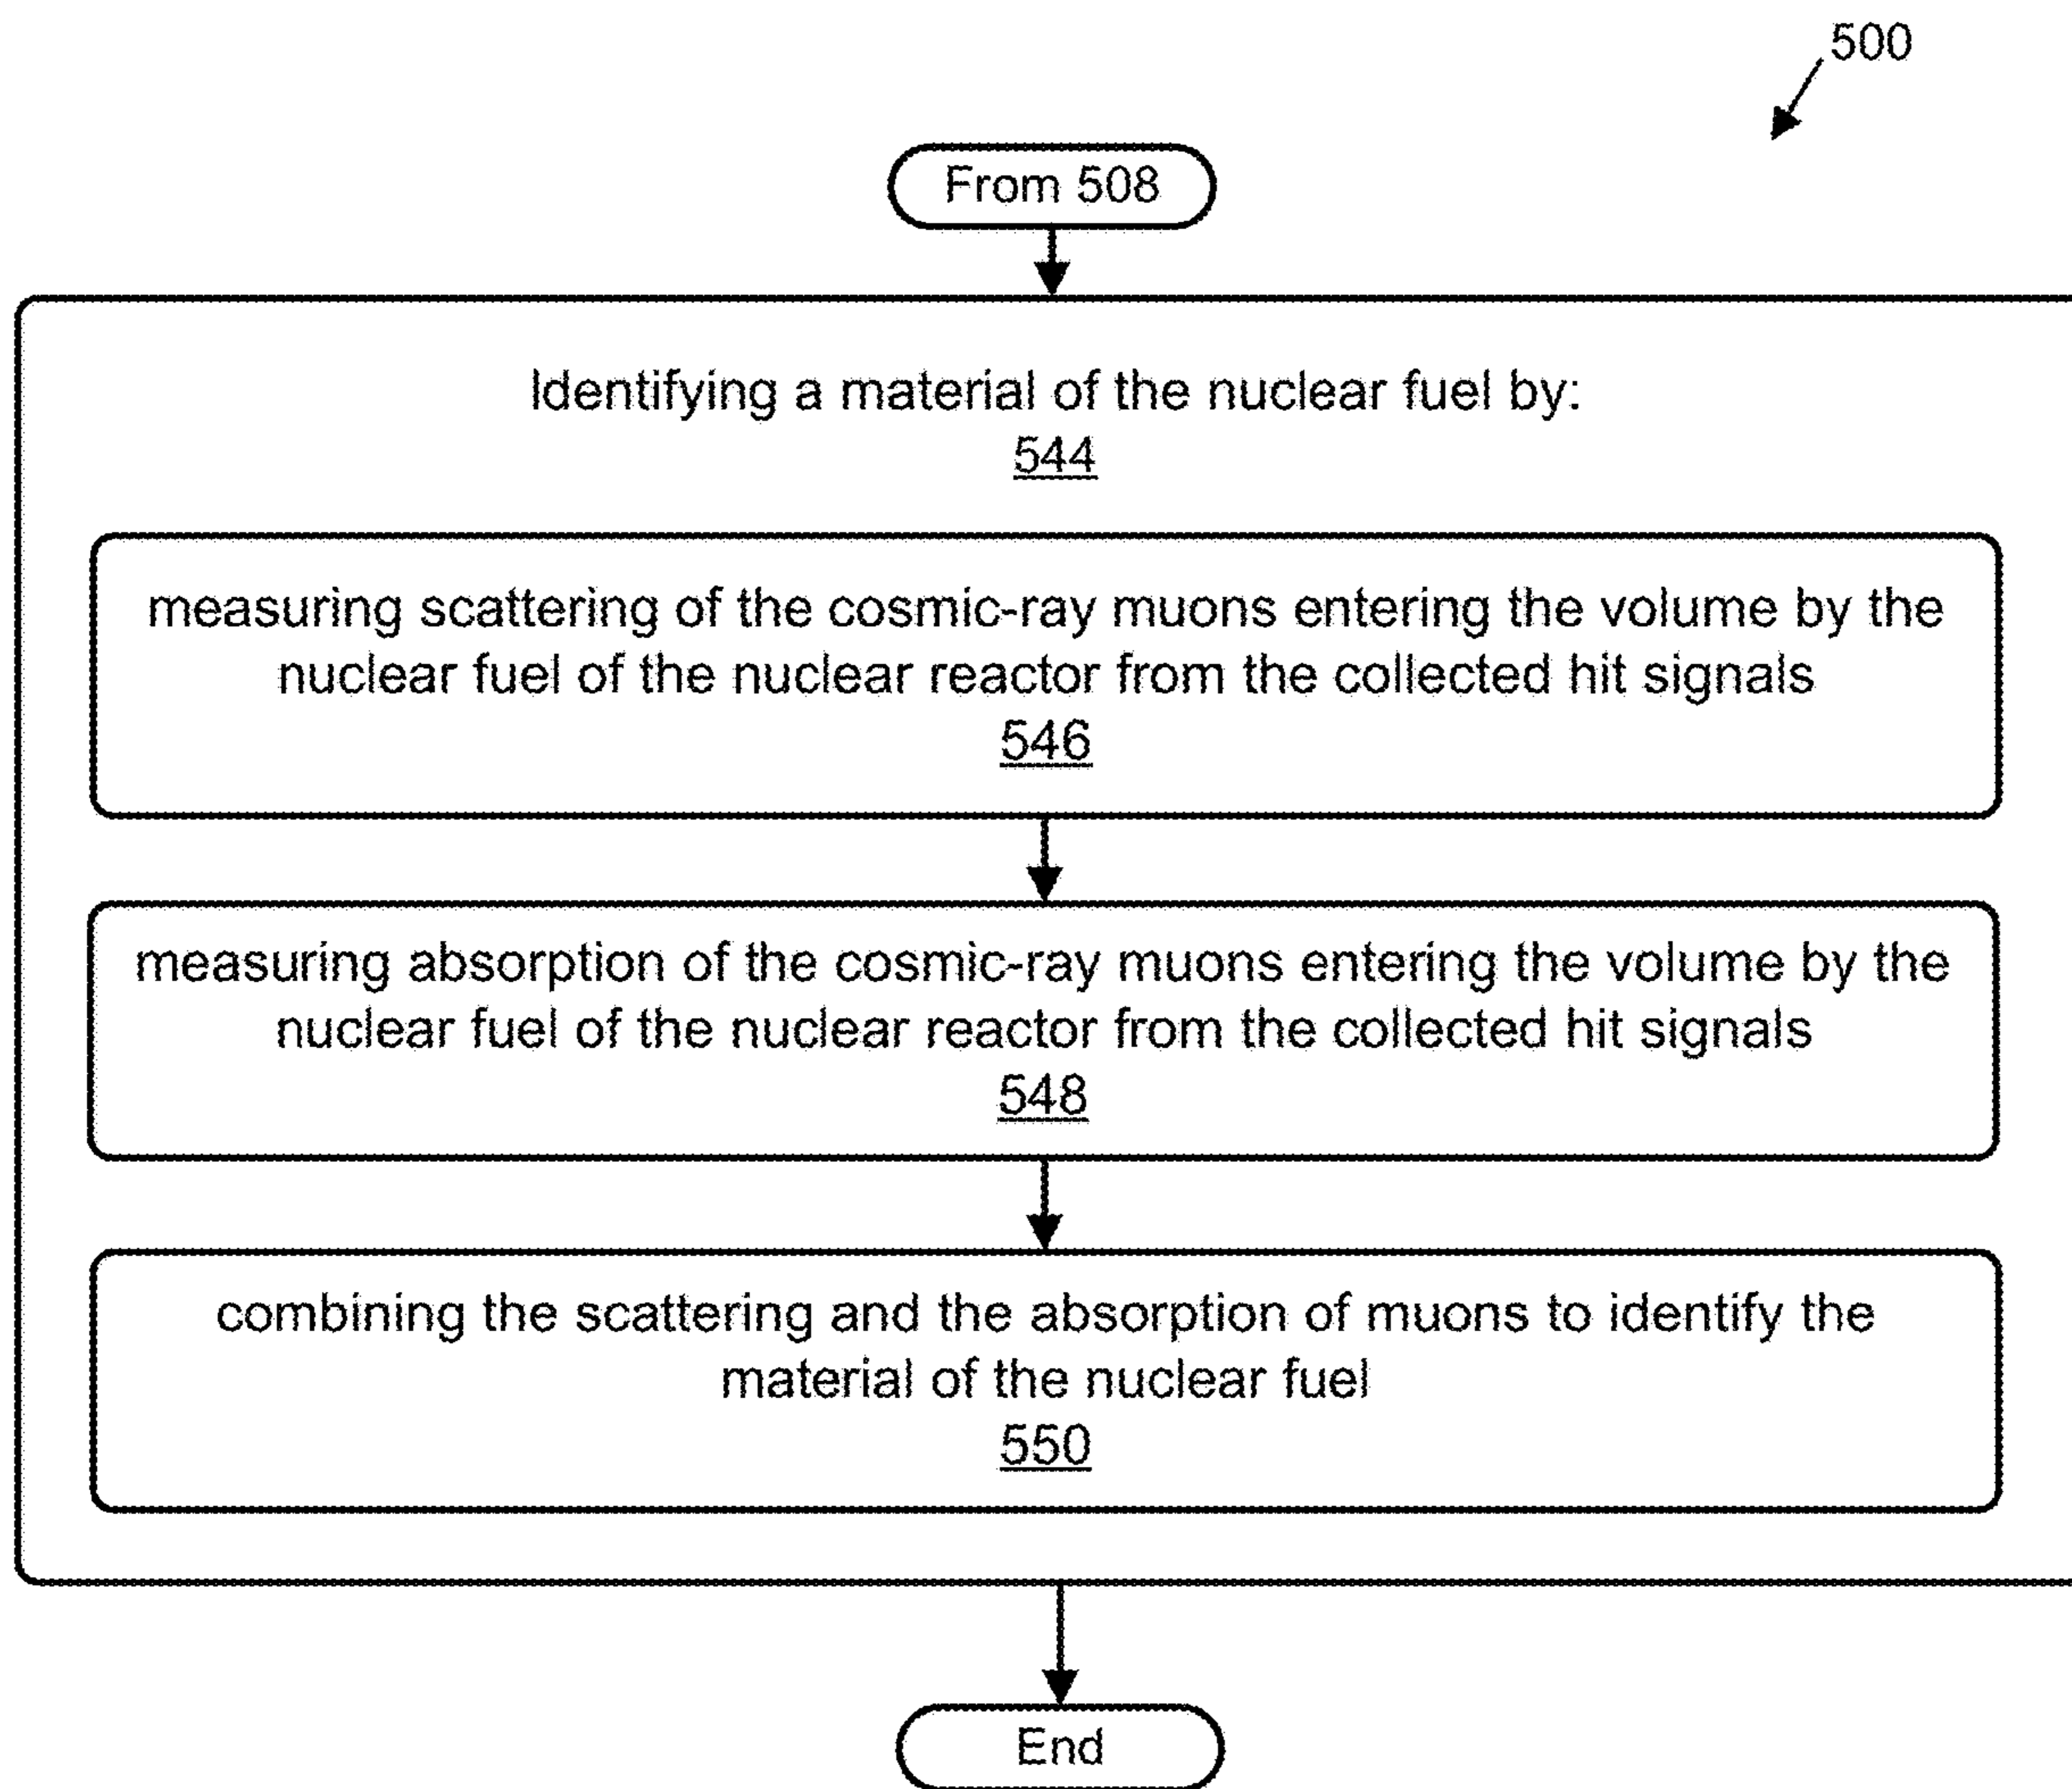 500
From 508
Identifying a material of the nuclear fuel by:
544
measuring scattering of the cosmic-ray muons entering the volume by the
nuclear fuel of the nuclear reactor from the collected hit signals
546
measuring absorption of the cosmic-ray muons entering the volume by the
nuclear fuel of the nuclear reactor from the collected hit signals
548
combining the scattering and the absorption of muons to identify the
material of the nuclear fuel
550
End